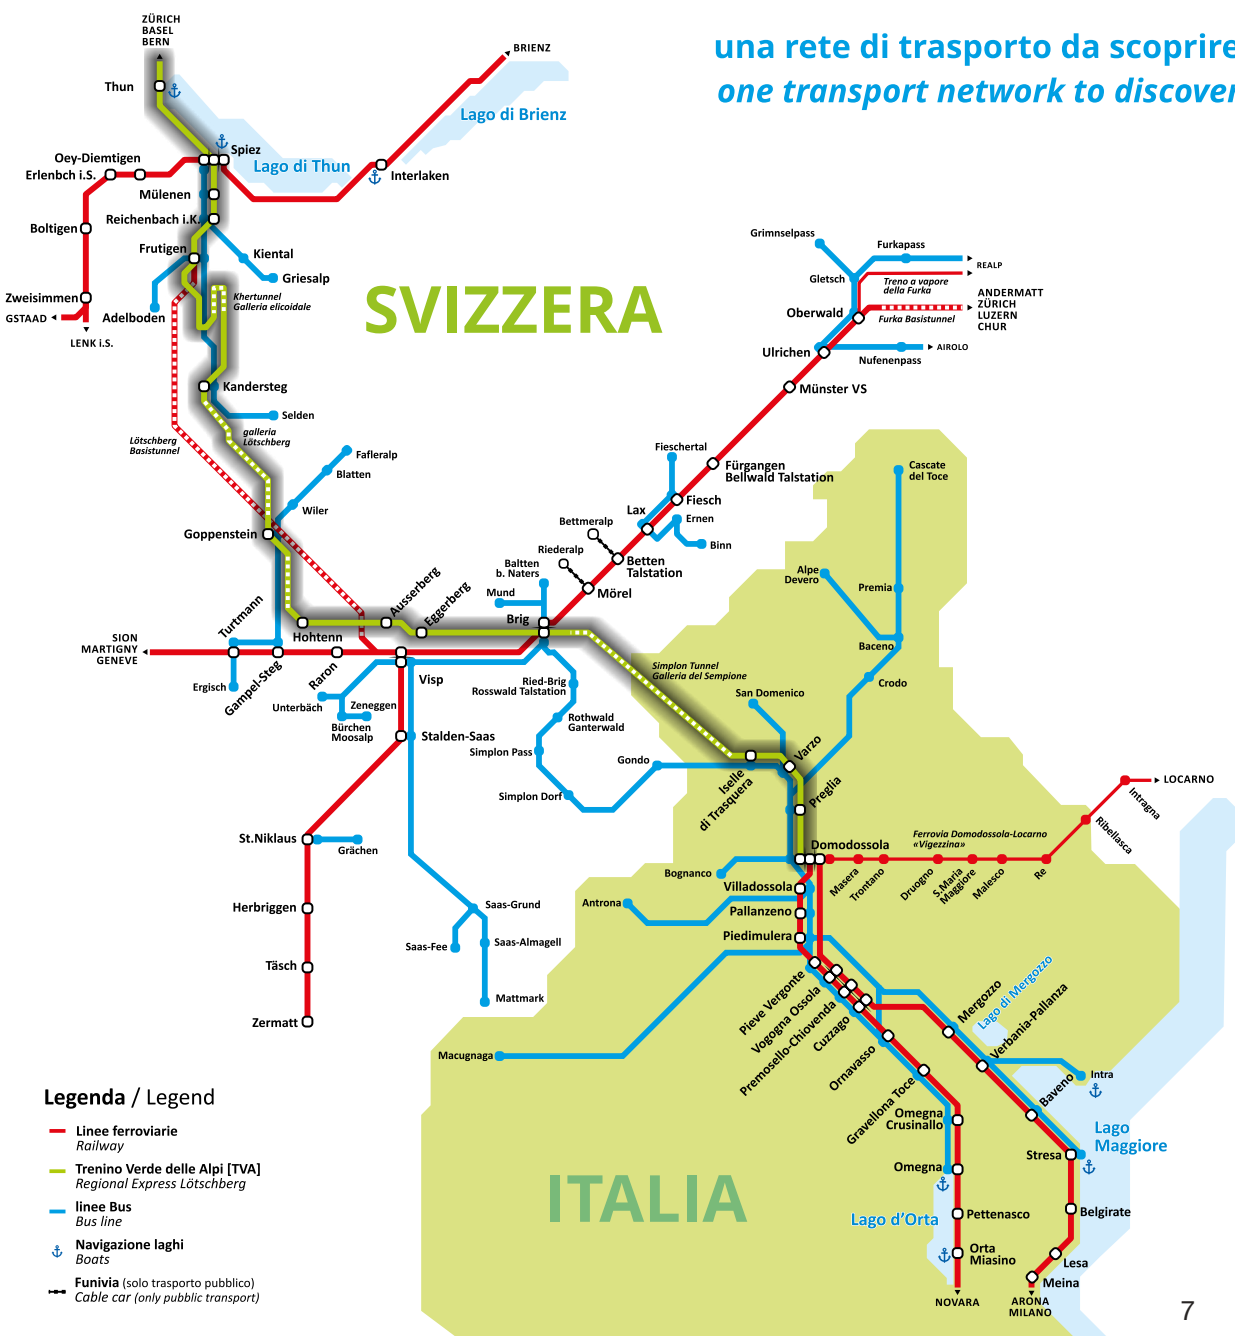 ZÜRICH
BASEL
BERN
una rete di trasporto da scoprire
one transport network to discover
BRIENZ
Thun
Lago di Brienz
Spiez
Oey-Diemtigen
Erlenbch i.S.
Lago di Thun
Interlaken
Mülenen
Reichenbach i.K.
Boltigen
Frutigen
Kiental
Griesalp
Grimnselpass
Furkapass
REALP
Gletsch
Treno a vapore
della Furka
Zweisimmen
GSTAAD
LENK i.S.
Adelboden
Khertunnel
Galleria elicoidale
SVIZZERA
ANDERMATT
ZÜRICH
LUZERN
CHUR
Oberwald
Furka Basistunnel
Ulrichen
AIROLO
Nufenenpass
Kandersteg
Münster VS
Selden
Lötschberg
Basistunnel
galleria
Lötschberg
Fafleralp
Blatten
Wiler
Fieschertal
Fürgangen
Bellwald Talstation
Cascate
del Toce
Fiesch
Lax
Ernen
Binn
Goppenstein
Bettmeralp
Riederalp
Betten
Talstation
Baltten
b. Naters
Mund
Mörel
Alpe
Devero
Premia
Ausserberg
Eggerberg
Brig
Turtmann
Hohtenn
SION
MARTIGNY
GENEVE
Baceno
Ergisch
Gampel-Steg
Raron
Visp
Simplon Tunnel
Galleria del Sempione
Ried-Brig
Rosswald Talstation
San Domenico
Crodo
Unterbäch
Zeneggen
Bürchen
Moosalp
Rothwald
Ganterwald
Stalden-Saas
Simplon Pass
Gondo
Varzo
Iselle
di Trasquera
Simplon Dorf
Preglia
LOCARNO
Intragna
Ribellasca
St.Niklaus
Grächen
Domodossola
Ferrovia Domodossola-Locarno
«Vigezzina»
Masera
Trontano
Druogno
S.Maria
Maggiore
Malesco
Re
Bognanco
Villadossola
Antrona
Pallanzeno
Piedimulera
Herbriggen
Saas-Grund
Saas-Fee
Saas-Almagell
Täsch
Mattmark
Zermatt
Pieve Vergonte
Vogogna Ossola
Premosello-Chiovenda
Cuzzago
Ornavasso
Gravellona Toce
Mergozzo
Lago di Mergozzo
Verbania-Pallanza
Macugnaga
Intra
Baveno
Omegna
Crusinallo
Lago
Maggiore
Stresa
Omegna
ITALIA
Lago d'Orta
Pettenasco
Belgirate
Orta
Miasino
Lesa
Meina
NOVARA
ARONA
MILANO
Legenda / Legend
Linee ferroviarie
Railway
Trenino Verde delle Alpi [TVA]
Regional Express Lötschberg
linee Bus
Bus line
Navigazione laghi
Boats
Funivia (solo trasporto pubblico)
Cable car (only pubblic transport)
7